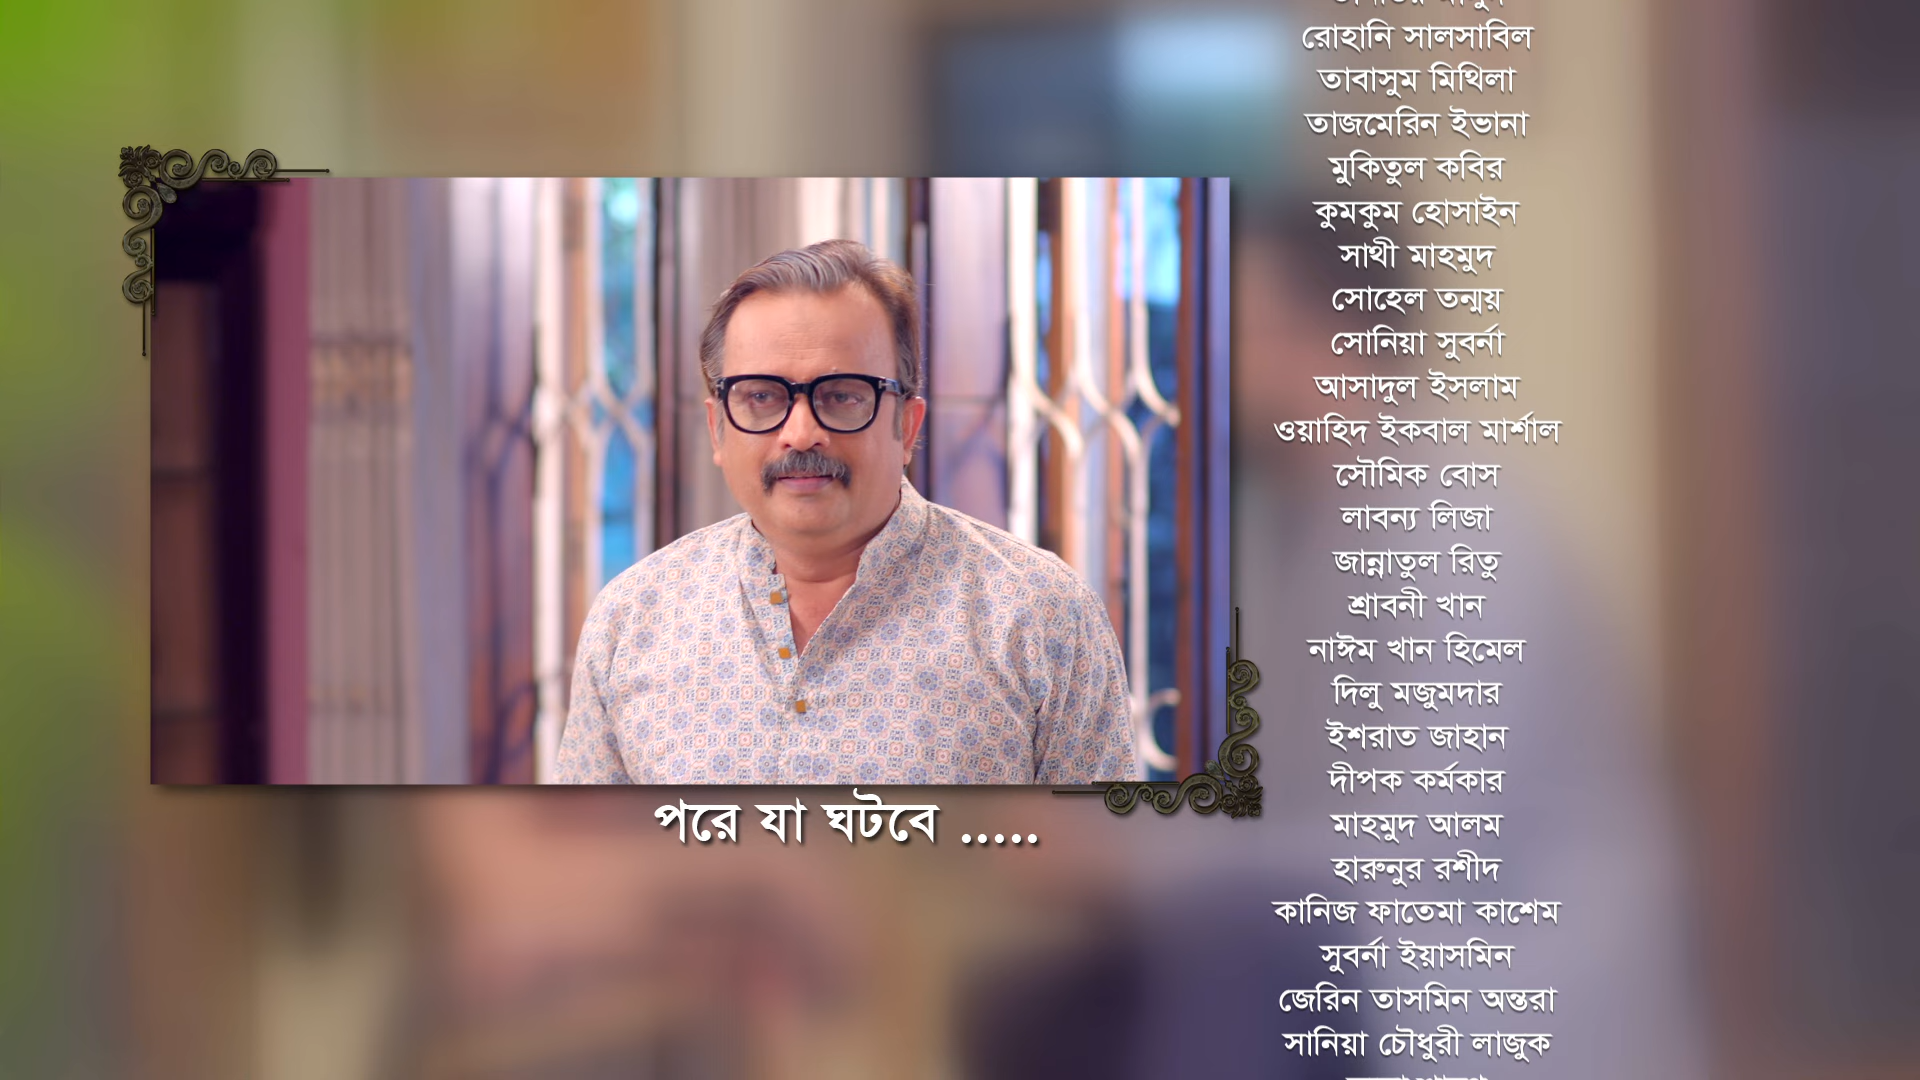 রোহানি সালসাবিল
তাবাসুম মিথিলা
তাজমেরিন ইভানা
মুকিতুল কবির
কুমকুম হোসাইন
সাথী মাহমুদ
সোহেল তন্ময়
সোনিয়া সুবর্না
আসাদুল ইসলাম
ওয়াহিদ ইকবাল মার্শাল
সৌমিক বোস
লাবন্য লিজা
জান্নাতুল রিতু
শ্রাবনী খান
নাঈম খান হিমেল
দিলু মজুমদার
ইশরাত জাহান
দীপক কর্মকার
মাহমুদ আলম
হারুনুর রশীদ
কানিজ ফাতেমা কাশেম
সুবর্না ইয়াসমিন
জেরিন তাসমিন অন্তরা
সানিয়া চৌধুরী লাজুক
পরে যা ঘটবে .....